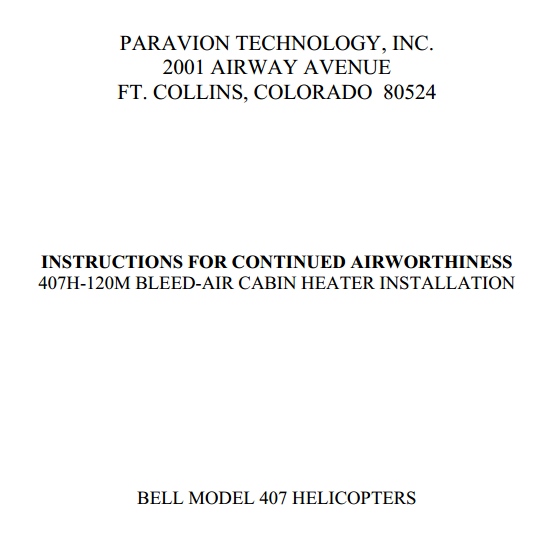 PARAVION TECHNOLOGY, INC.
2001 AIRWAY AVENUE
FT. COLLINS, COLORADO  80524
INSTRUCTIONS FOR CONTINUED AIRWORTHINESS
407H-120M BLEED-AIR CABIN HEATER INSTALLATION
BELL MODEL 407 HELICOPTERS